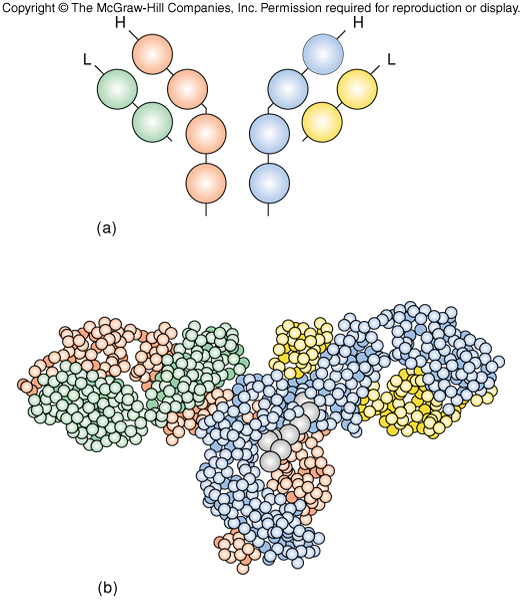 Copyright © The McGraw-Hill Companies, Inc. Permission required for reproduction or display.
H H
L L
(a)
(b)